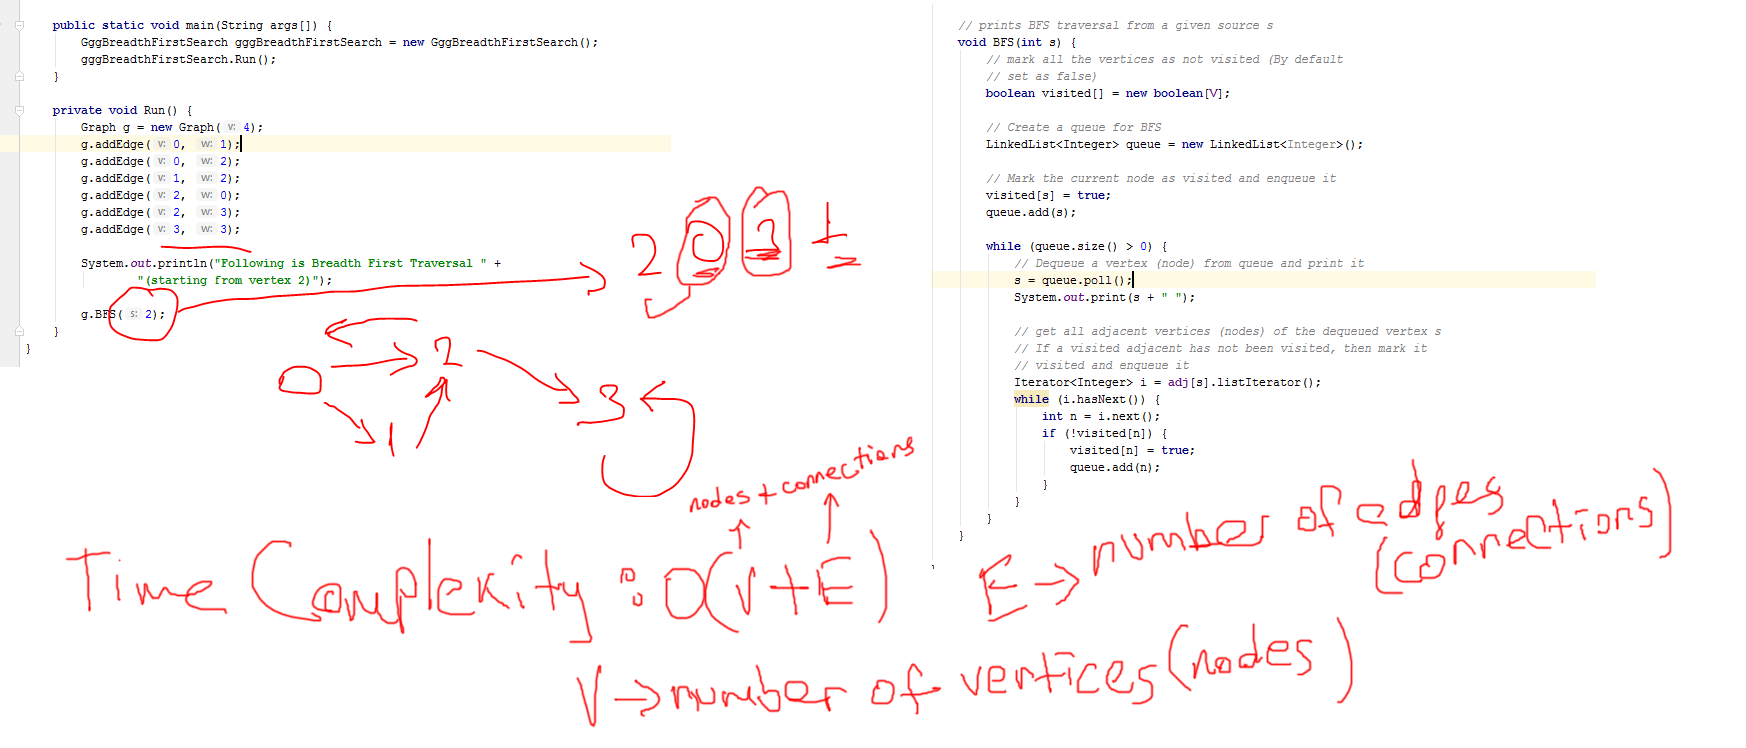 public static void main(String args[]) {
GggBreadthFirstSearch gggBreadthFirstSearch = new GggBreadthFirstSearch();
gggBreadthFirstSearch.Run();
}
private void Run() {
Graph g = new Graph( v: 4);
g.addEdge( v: 0, w: 1);
g.addEdge( v: 0, w: 2);
g.addEdge( v: 1, w: 2);
g.addEdge( v: 2, w: 0);
g.addEdge( v: 2, w: 3);
g.addEdge( v: 3, w: 3);
System.out.println("Following is Breadth First Traversal " +
"(starting from vertex 2)");
g.BFS( s: 2);
}
}
2 0 3 1
0 2
1 3
// prints BFS traversal from a given source s
void BFS(int s) {
// mark all the vertices as not visited (By default
// set as false)
boolean visited[] = new boolean[V];
// Create a queue for BFS
LinkedList<Integer> queue = new LinkedList<Integer>();
// Mark the current node as visited and enqueue it
visited[s] = true;
queue.add(s);
while (queue.size() > 0) {
// Dequeue a vertex (node) from queue and print it
s = queue.poll();
System.out.print(s + " ");
// get all adjacent vertices (nodes) of the dequeued vertex s
// If a visited adjacent has not been visited, then mark it
// visited and enqueue it
Iterator<Integer> i = adj[s].listIterator();
while (i.hasNext()) {
int n = i.next();
if (!visited[n]) {
visited[n] = true;
queue.add(n);
}
}
}
}
nodes + connections
Time Complexity : O(V+E)
E → number of edges
(connections)
V → number of vertices (nodes)